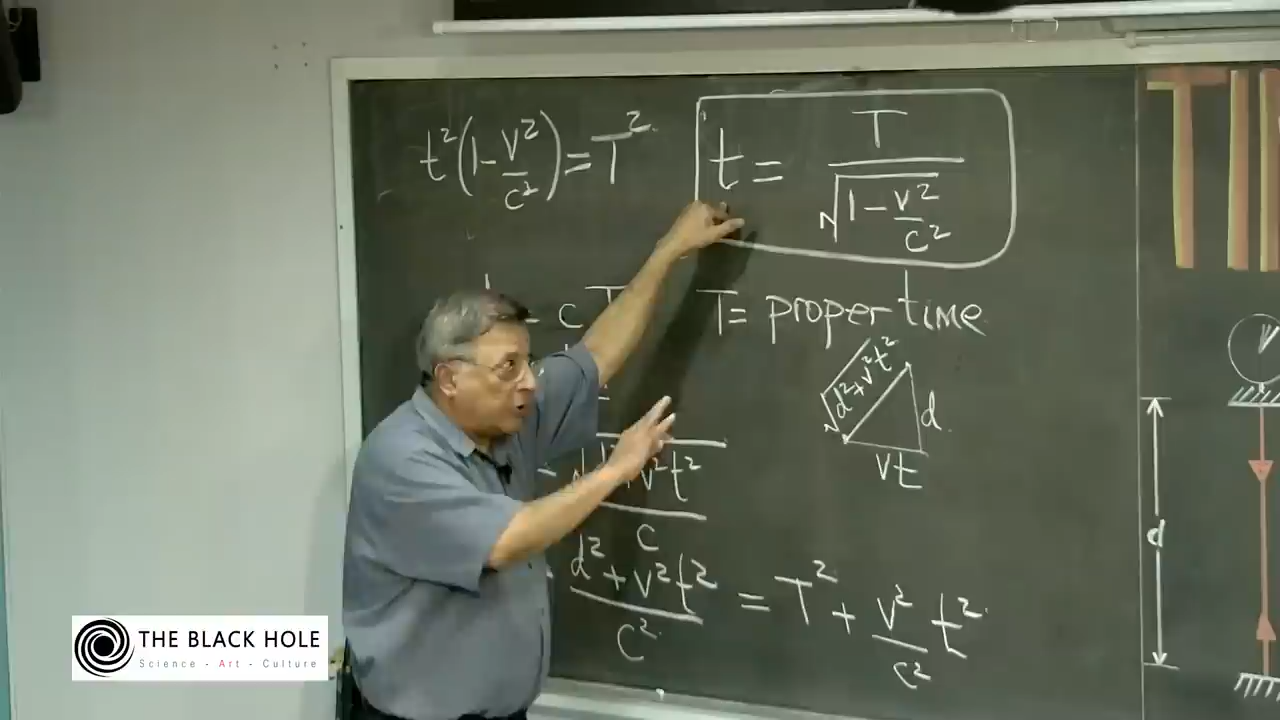 t²(1-v²/c²)=T²
t = T/√(1-v²/c²)
= c T
T= proper time
√d²+v²t²
d
vt
v²t²
c
d²+v²t²/c² = T² + v²/c² t²
d
THE BLACK HOLE
Science - Art - Culture